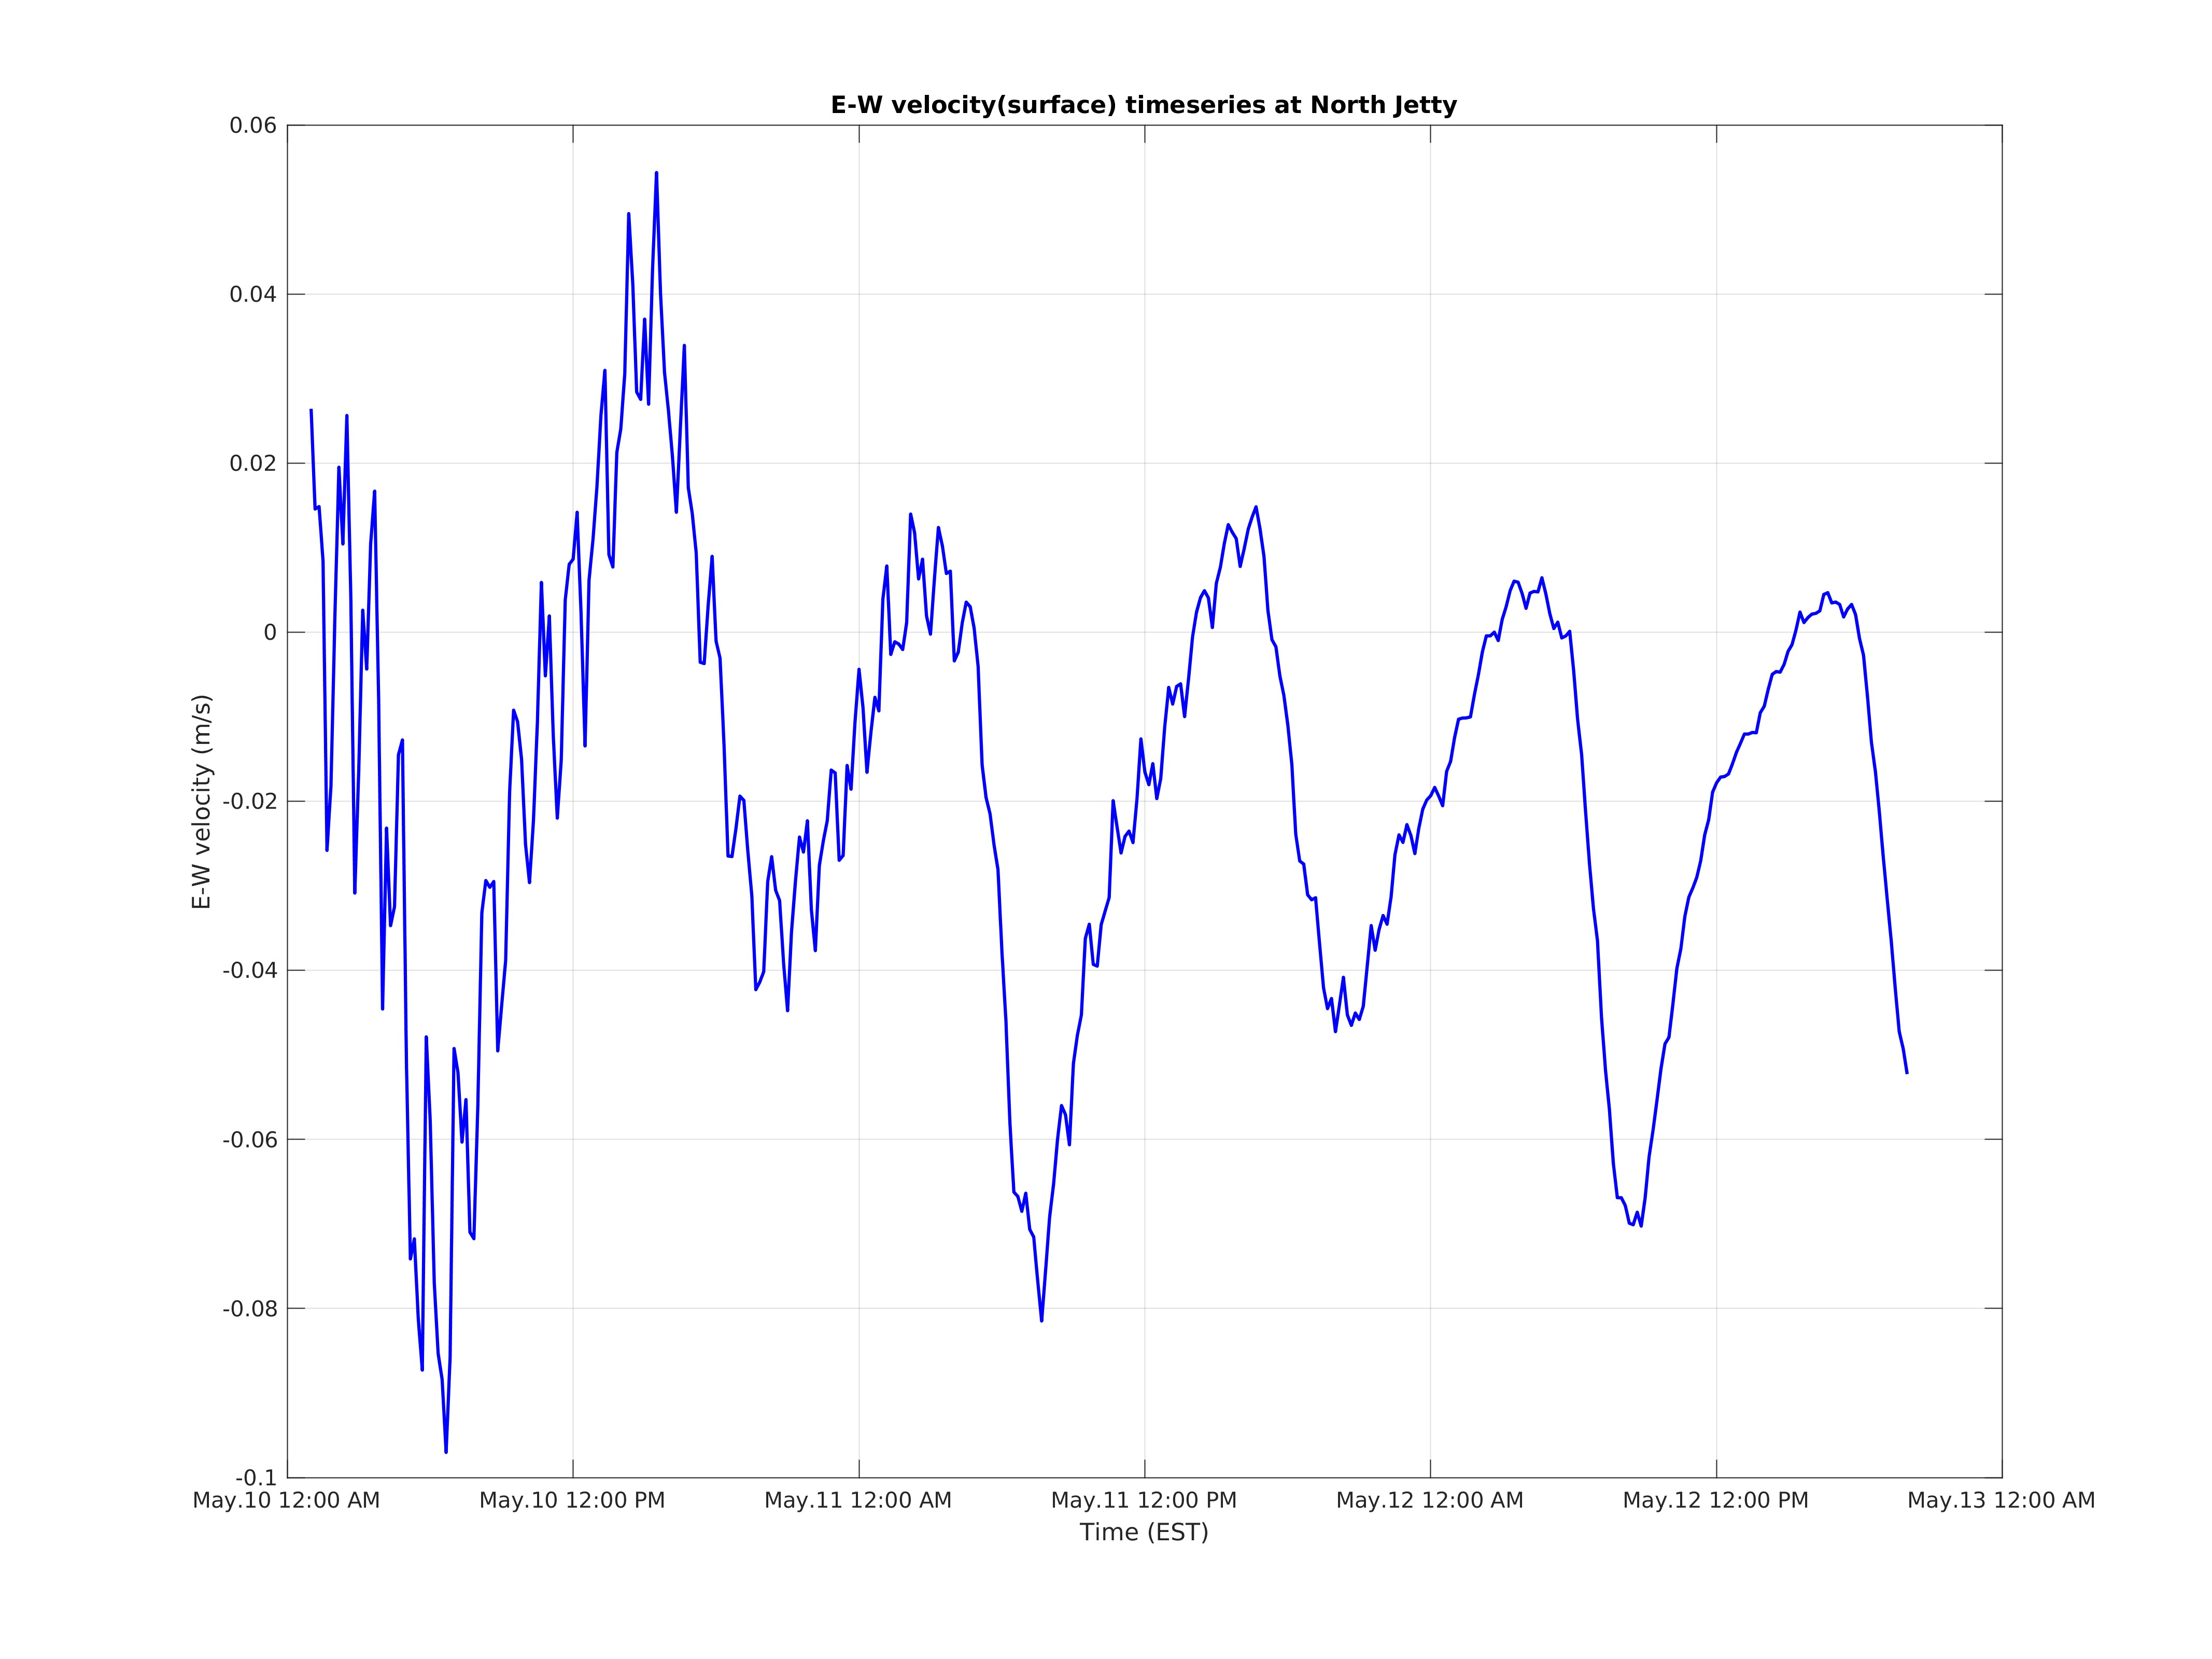 E-W velocity(surface) timeseries at North Jetty
0.06
0.04
0.02
0
-0.02
-0.04
-0.06
-0.08
-0.1
E-W velocity (m/s)
May.10 12:00 AM May.10 12:00 PM May.11 12:00 AM May.11 12:00 PM May.12 12:00 AM May.12 12:00 PM May.13 12:00 AM
Time (EST)